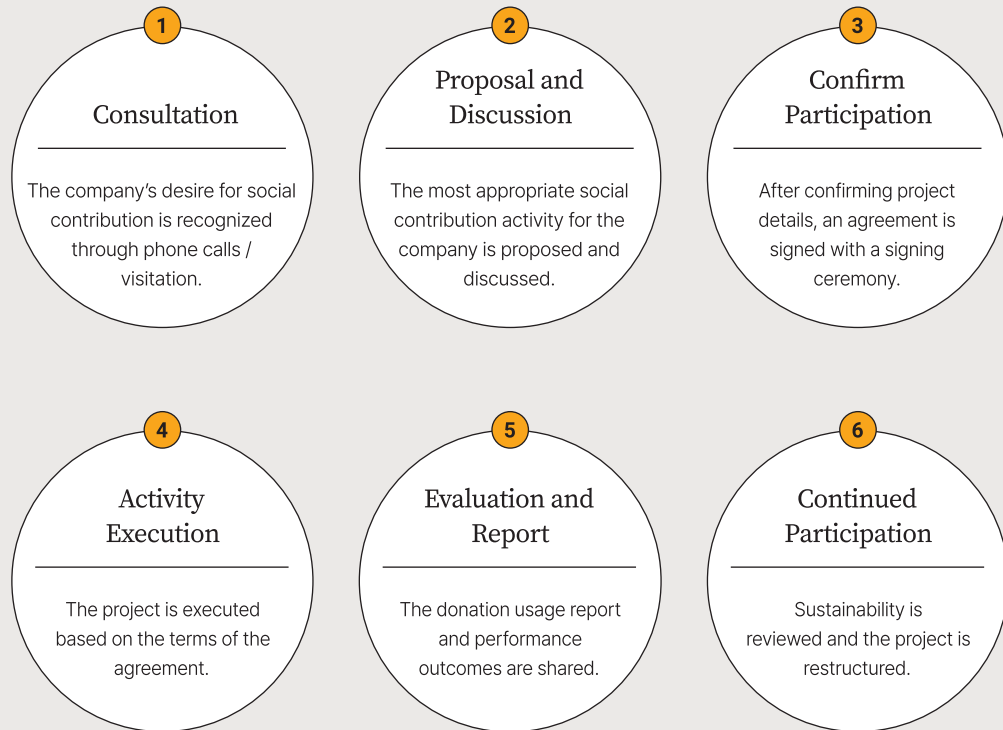 1
Consultation
The company's desire for social
contribution is recognized
through phone calls /
visitation.
2
Proposal and
Discussion
The most appropriate social
contribution activity for the
company is proposed and
discussed.
3
Confirm
Participation
After confirming project
details, an agreement is
signed with a signing
ceremony.
4
Activity
Execution
The project is executed
based on the terms of the
agreement.
5
Evaluation and
Report
The donation usage report
and performance
outcomes are shared.
6
Continued
Participation
Sustainability is
reviewed and the project is
restructured.